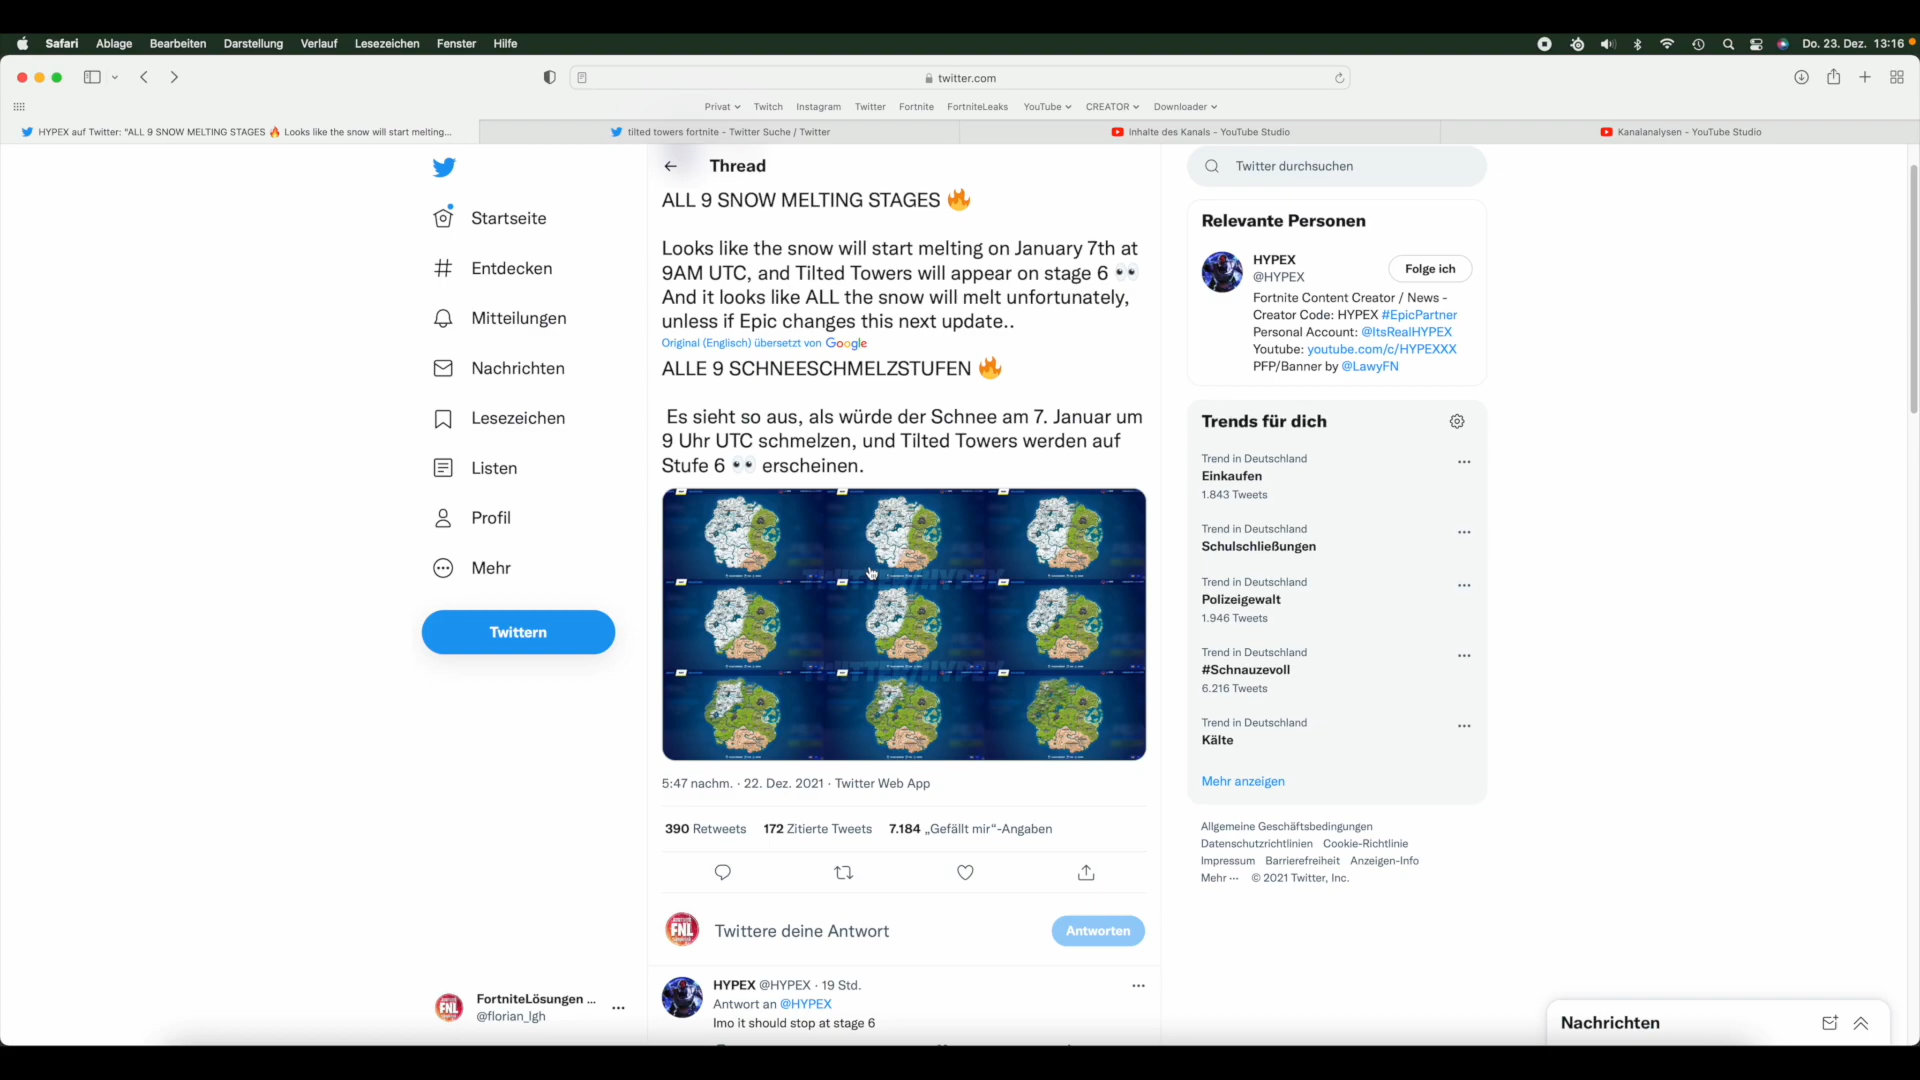 Safari Ablage Bearbeiten Darstellung Verlauf Lesezeichen Fenster Hilfe
Do. 23. Dez. 13:16
twitter.com
Privat Twitch Instagram Twitter Fortnite FortniteLeaks YouTube CREATOR Downloader
HYPEX auf Twitter: "ALL 9 SNOW MELTING STAGES 🔥 Looks like the snow will start melting...
tilted towers fortnite - Twitter Suche / Twitter
Inhalte des Kanals - YouTube Studio
Kanalanalysen - YouTube Studio
Startseite
Entdecken
Mitteilungen
Nachrichten
Lesezeichen
Listen
Profil
Mehr
Twittern
FortniteLösungen ...
@florian_lgh
Thread
ALL 9 SNOW MELTING STAGES 🔥
Looks like the snow will start melting on January 7th at
9AM UTC, and Tilted Towers will appear on stage 6 👀
And it looks like ALL the snow will melt unfortunately,
unless if Epic changes this next update..
Original (Englisch) übersetzt von Google
ALLE 9 SCHNEESCHMELZSTUFEN 🔥
Es sieht so aus, als würde der Schnee am 7. Januar um
9 Uhr UTC schmelzen, und Tilted Towers werden auf
Stufe 6 👀 erscheinen.
TWITTER/HYPEX
TWITTER/HYPEX
5:47 nachm. · 22. Dez. 2021 · Twitter Web App
390 Retweets 172 Zitierte Tweets 7.184 „Gefällt mir“-Angaben
FNL
Twittere deine Antwort
Antworten
HYPEX @HYPEX · 19 Std.
Antwort an @HYPEX
Imo it should stop at stage 6
Twitter durchsuchen
Relevante Personen
HYPEX
@HYPEX
Folge ich
Fortnite Content Creator / News -
Creator Code: HYPEX #EpicPartner
Personal Account: @ItsRealHYPEX
Youtube: youtube.com/c/HYPEXXX
PFP/Banner by @LawyFN
Trends für dich
Trend in Deutschland
Einkaufen
1.843 Tweets
Trend in Deutschland
Schulschließungen
Trend in Deutschland
Polizeigewalt
1.946 Tweets
Trend in Deutschland
#Schnauzevoll
6.216 Tweets
Trend in Deutschland
Kälte
Mehr anzeigen
Allgemeine Geschäftsbedingungen
Datenschutzrichtlinien Cookie-Richtlinie
Impressum Barrierefreiheit Anzeigen-Info
Mehr ··· © 2021 Twitter, Inc.
Nachrichten
FNL